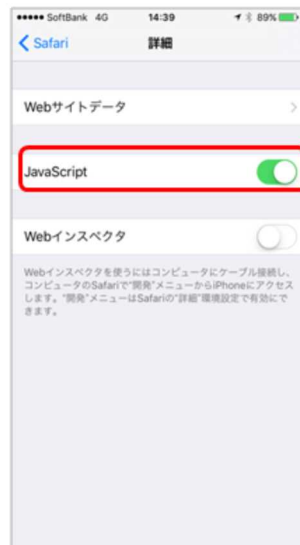 SoftBank 4G 14:39 89%
Safari 詳細
Webサイトデータ
JavaScript
Webインスペクタ
Webインスペクタを使うにはコンピュータにケーブル接続し、
コンピュータのSafariで"開発"メニューからiPhoneにアクセス
します。"開発"メニューはSafariの"詳細"環境設定で有効にで
きます。